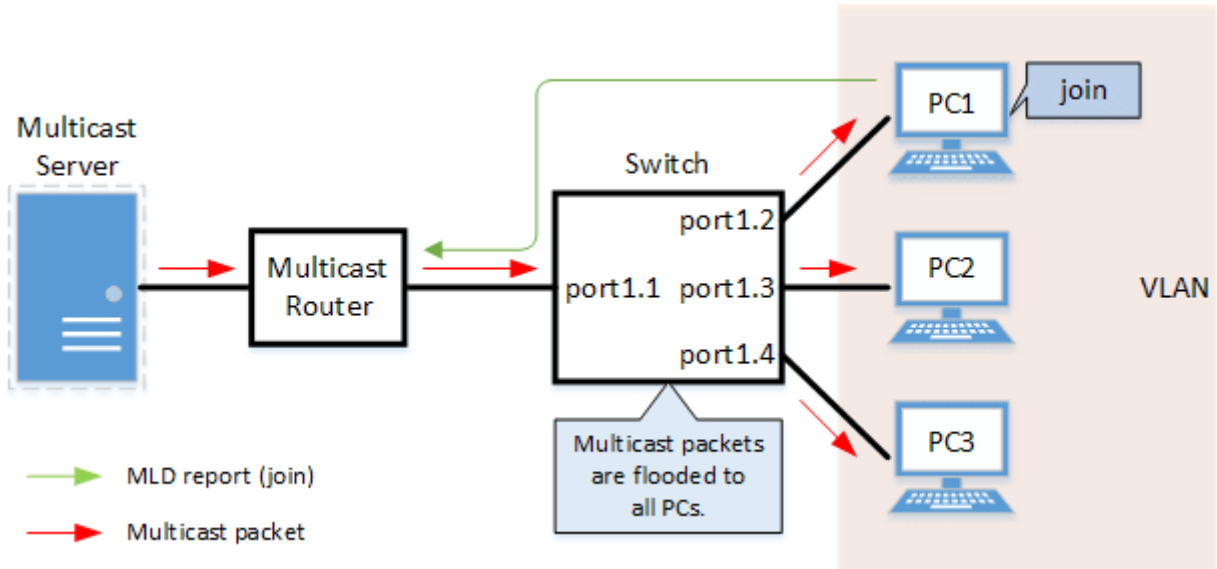 Multicast
Server
Multicast
Router
Switch
port1.1
port1.2
port1.3
port1.4
Multicast packets
are flooded to
all PCs.
PC1
join
PC2
VLAN
PC3
MLD report (join)
Multicast packet